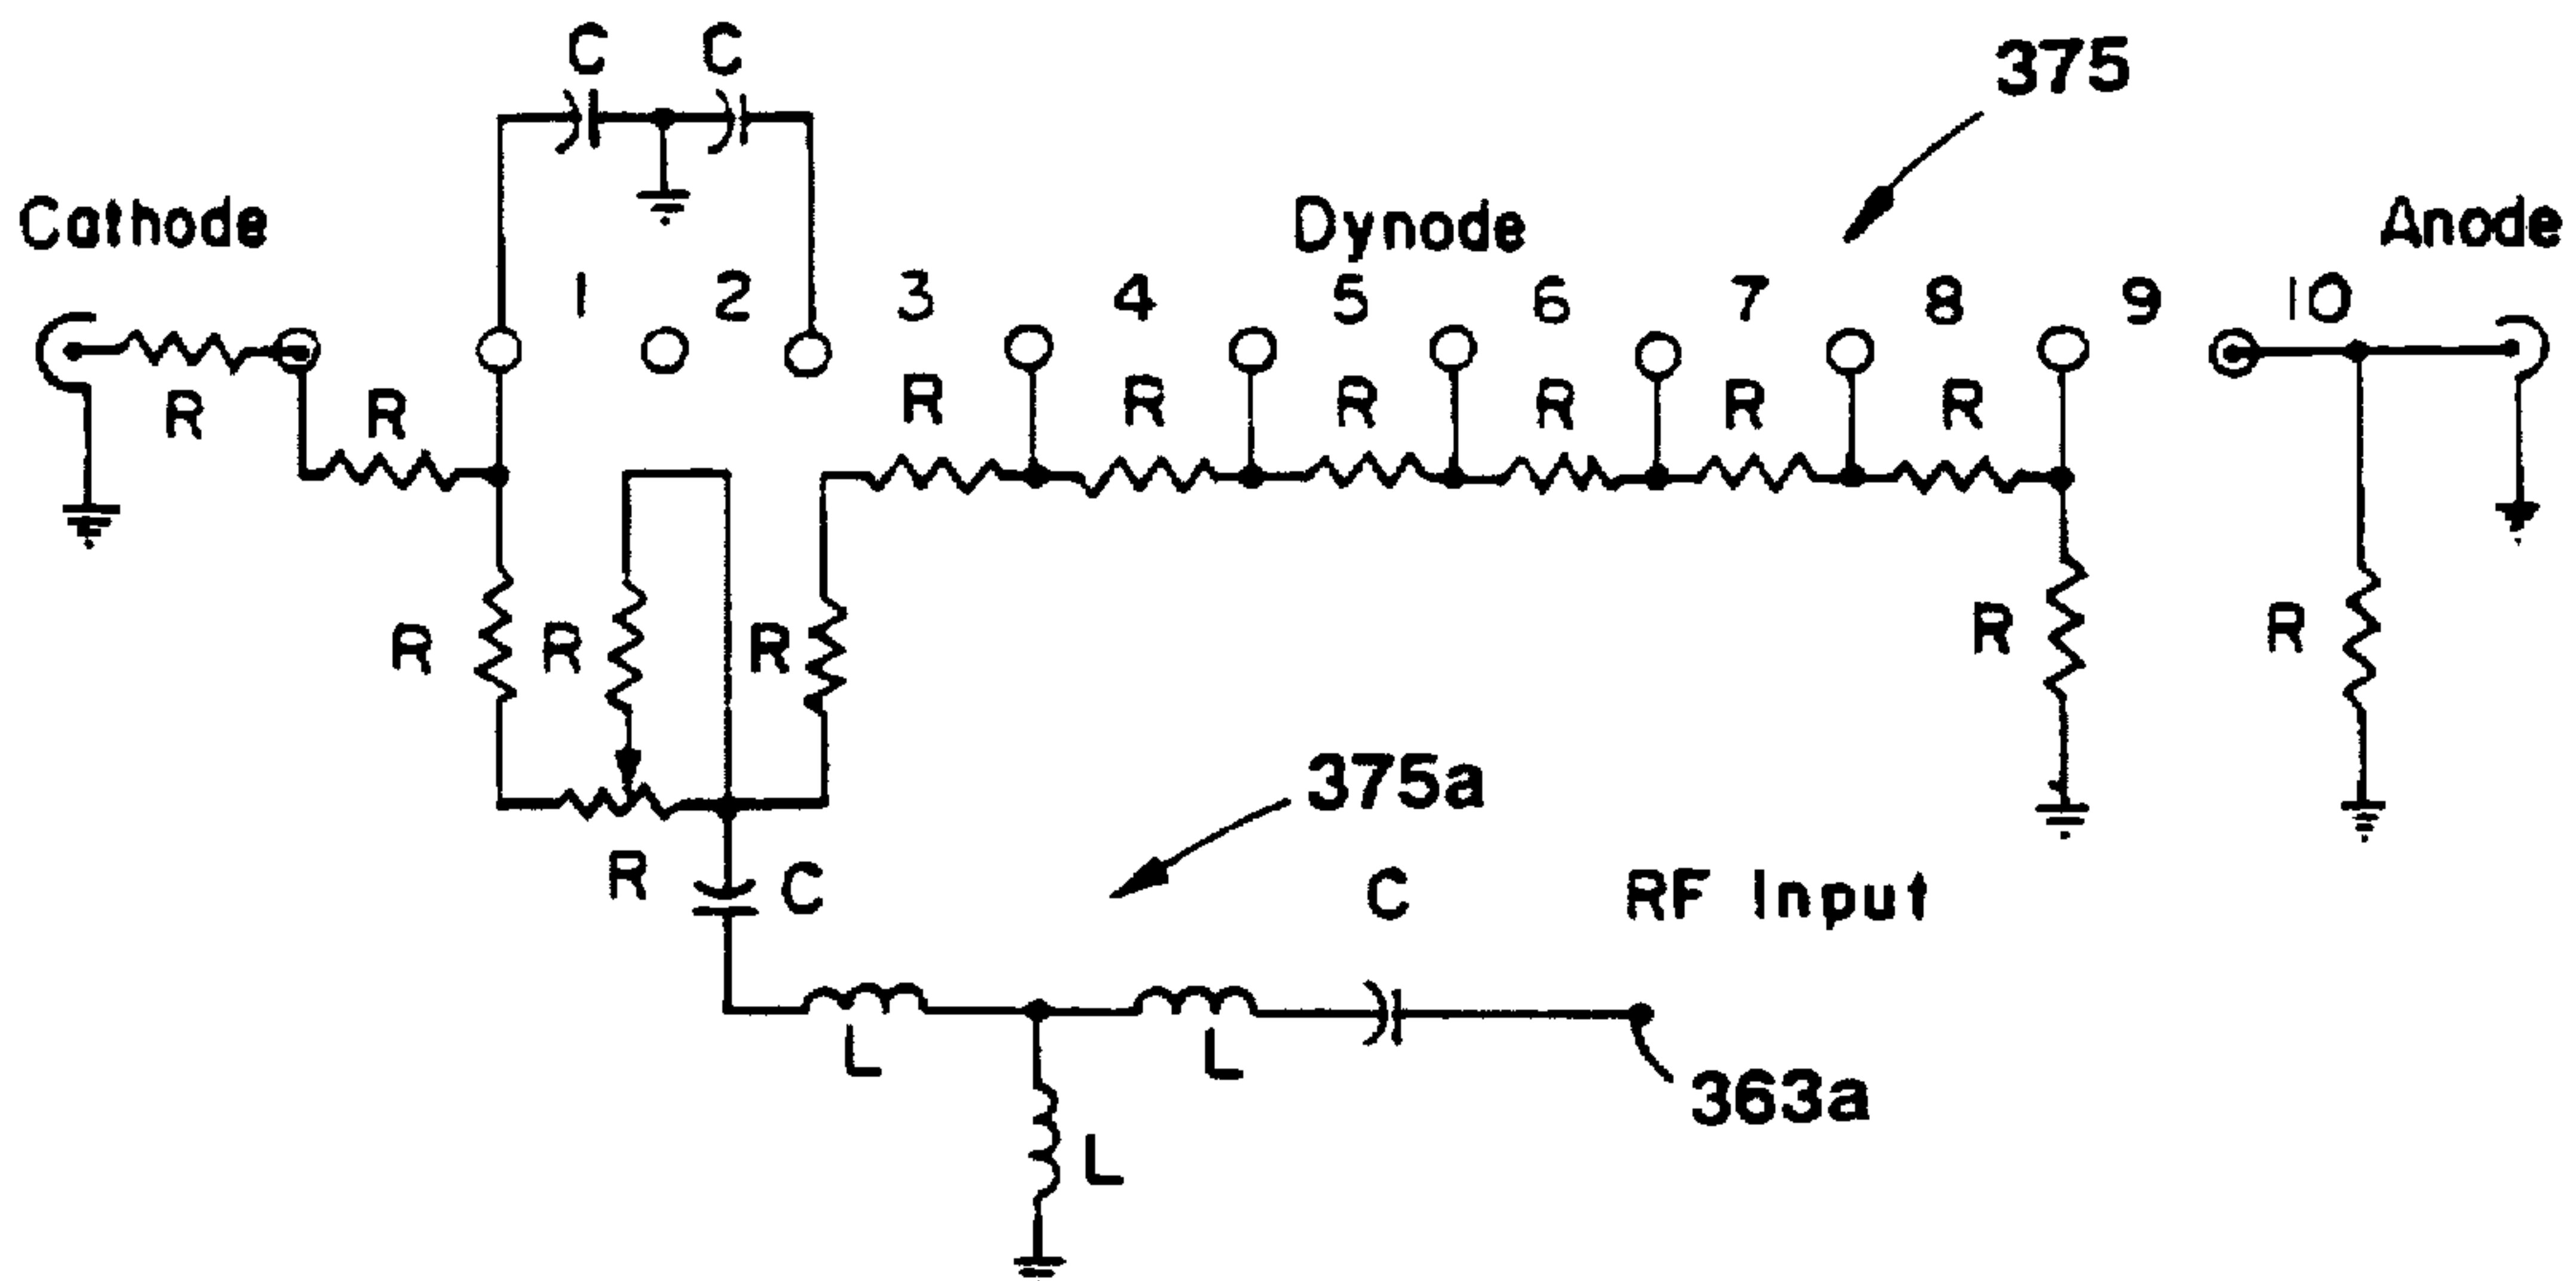 C C
375
Cathode
Dynode
Anode
1 2 3 4 5 6 7 8 9 10
R R R R R R R R
R R R R R
375a
R C C RF Input
L L
363a
L